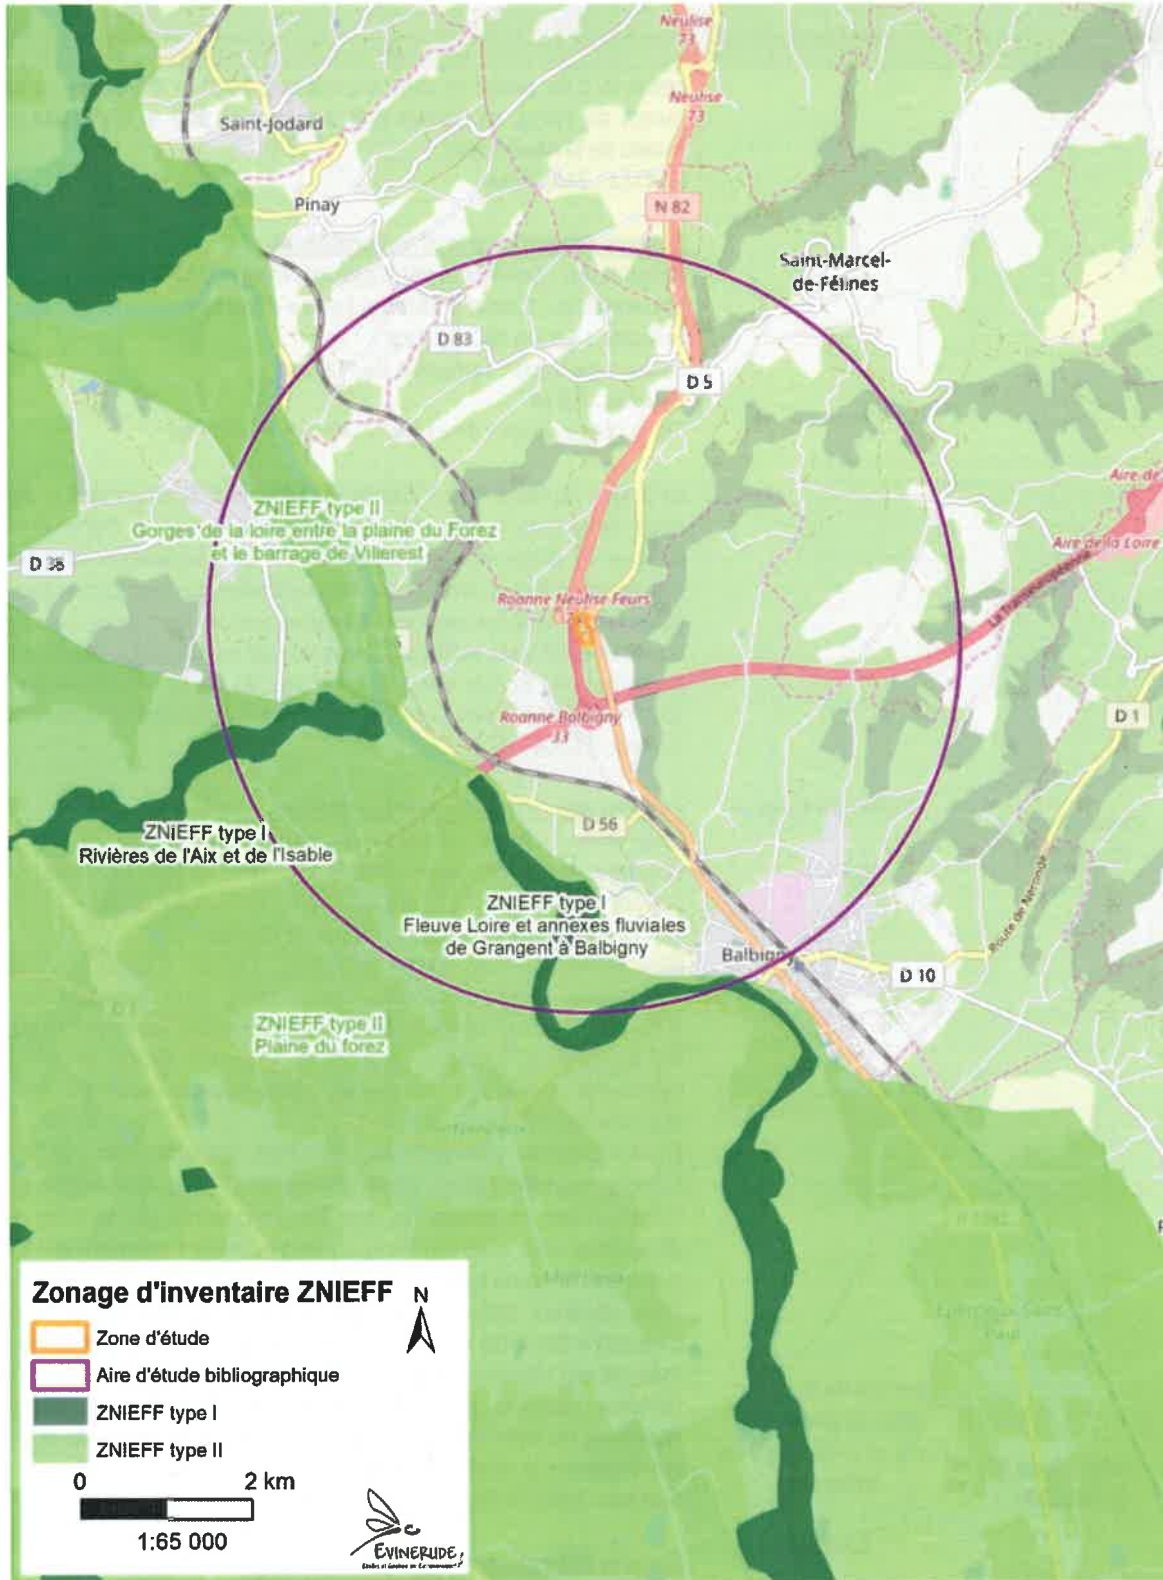 Neulise
73
Neulise
73
Saint-Jodard
Pinay
N 82
Saint-Marcel-
de-Félines
D 83
D 5
Aire de
ZNIEFF type II
Gorges de la loire entre la plaine du Forez
et le barrage de Villerest
Aire de la Loire
D 38
Roanne Neulise Feurs
Roanne Balbigny
33
D 1
D 56
ZNIEFF type I
Rivières de l'Aix et de l'Isable
Route de Néronde
ZNIEFF type I
Fleuve Loire et annexes fluviales
de Grangent à Balbigny
Balbigny
D 10
ZNIEFF type II
Plaine du forez
Zonage d'inventaire ZNIEFF
N
Zone d'étude
Aire d'étude bibliographique
ZNIEFF type I
ZNIEFF type II
0 2 km
1:65 000
EVINERUDE